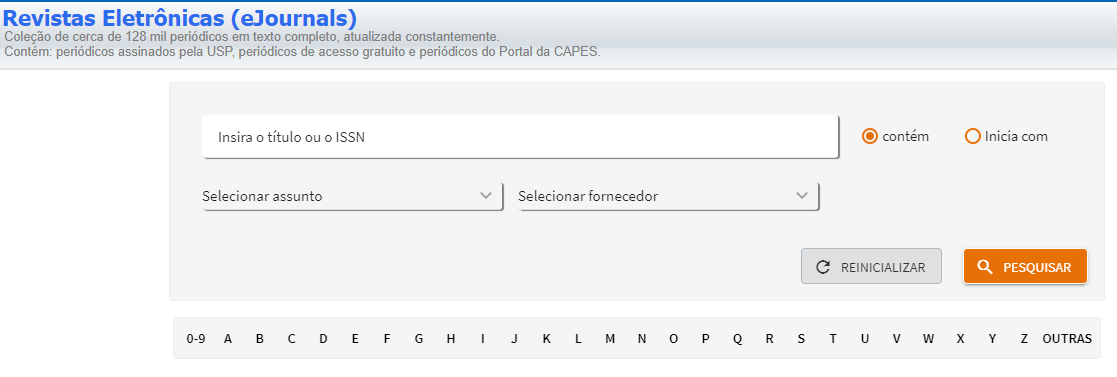 Revistas Eletrônicas (eJournals)
Coleção de cerca de 128 mil periódicos em texto completo, atualizada constantemente.
Contém: periódicos assinados pela USP, periódicos de acesso gratuito e periódicos do Portal da CAPES.
Insira o título ou o ISSN contém Inicia com
Selecionar assunto Selecionar fornecedor
REINICIALIZAR PESQUISAR
0-9 A B C D E F G H I J K L M N O P Q R S T U V W X Y Z OUTRAS